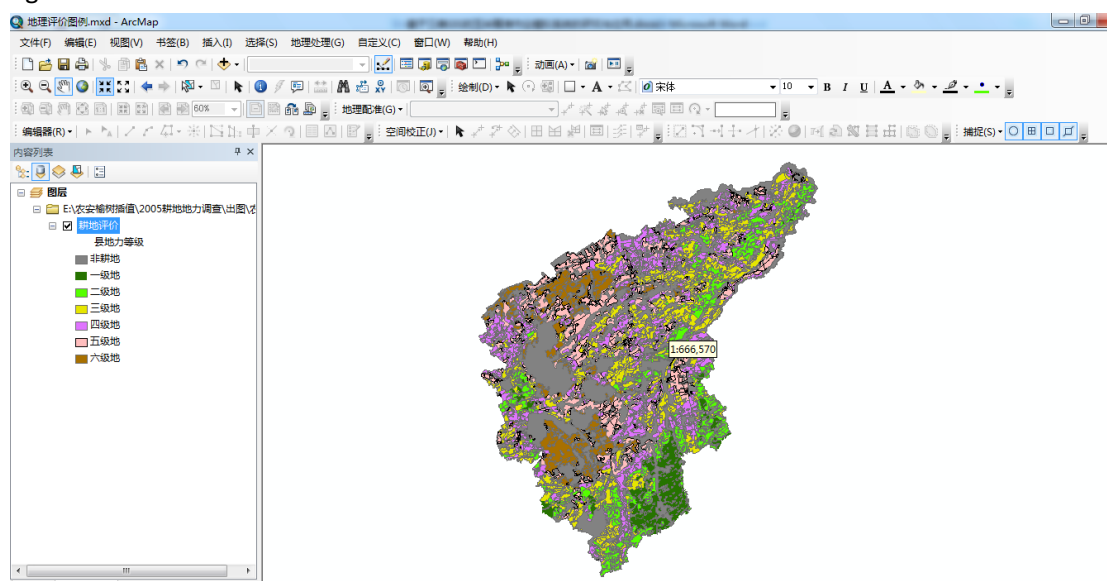 地理评价图例.mxd - ArcMap
文件(F) 编辑(E) 视图(V) 书签(B) 插入(I) 选择(S) 地理处理(G) 自定义(C) 窗口(W) 帮助(H)
动画(A)
绘制(D) A 宋体 10 B I U A
60% 地理配准(G)
编辑器(R) 空间校正(J) 捕捉(S)
内容列表
图层
E:\农安榆树插值\2005耕地地力调查\出图\农
耕地评价
县地力等级
非耕地
一级地
二级地
三级地
四级地
五级地
六级地
1:666,570